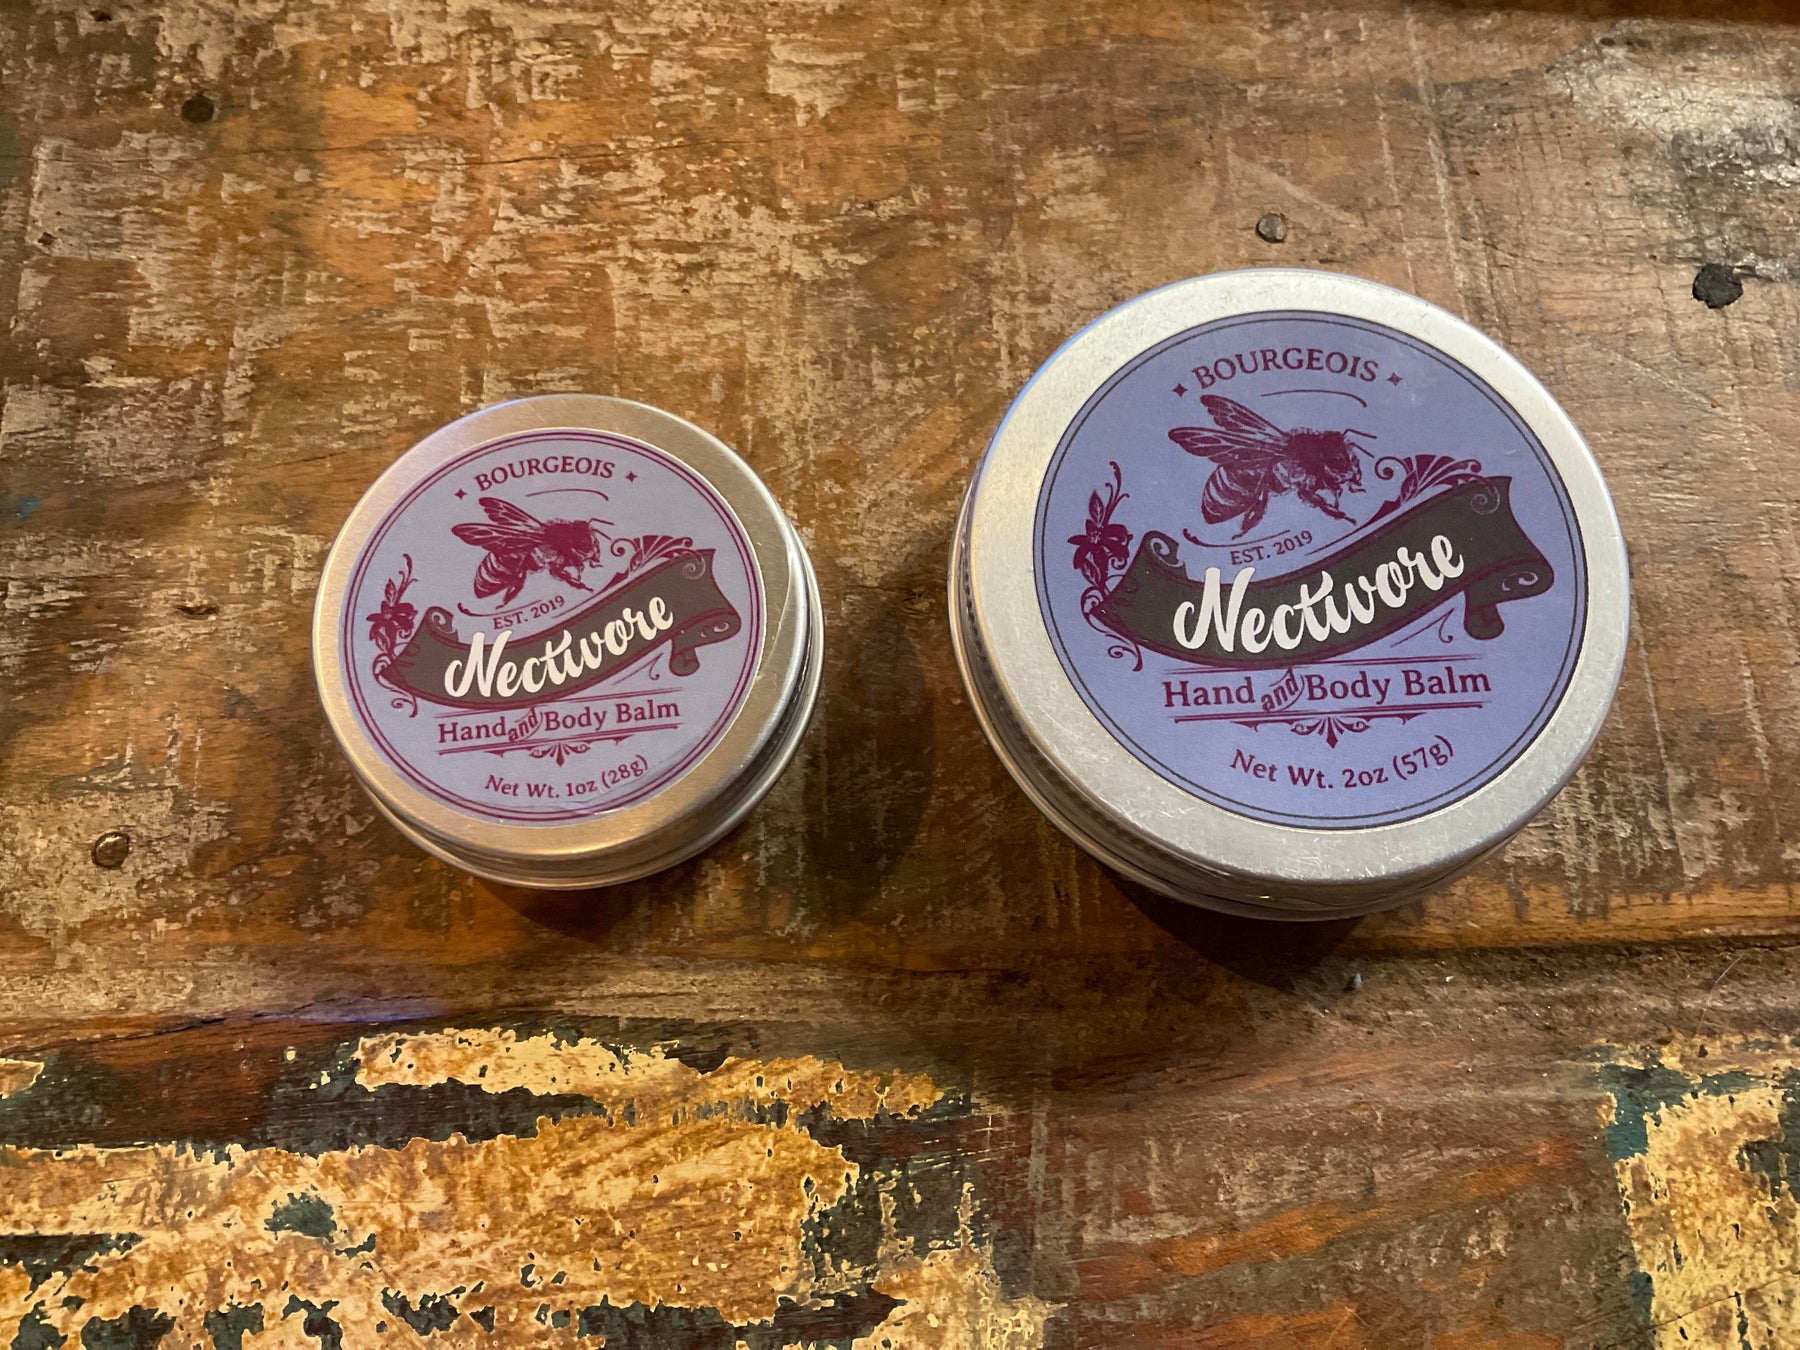 BOURGEOIS
EST. 2019
Nectivore
Hand and Body Balm
Net Wt. 1oz (28g)
BOURGEOIS
EST. 2019
Nectivore
Hand and Body Balm
Net Wt. 2oz (57g)